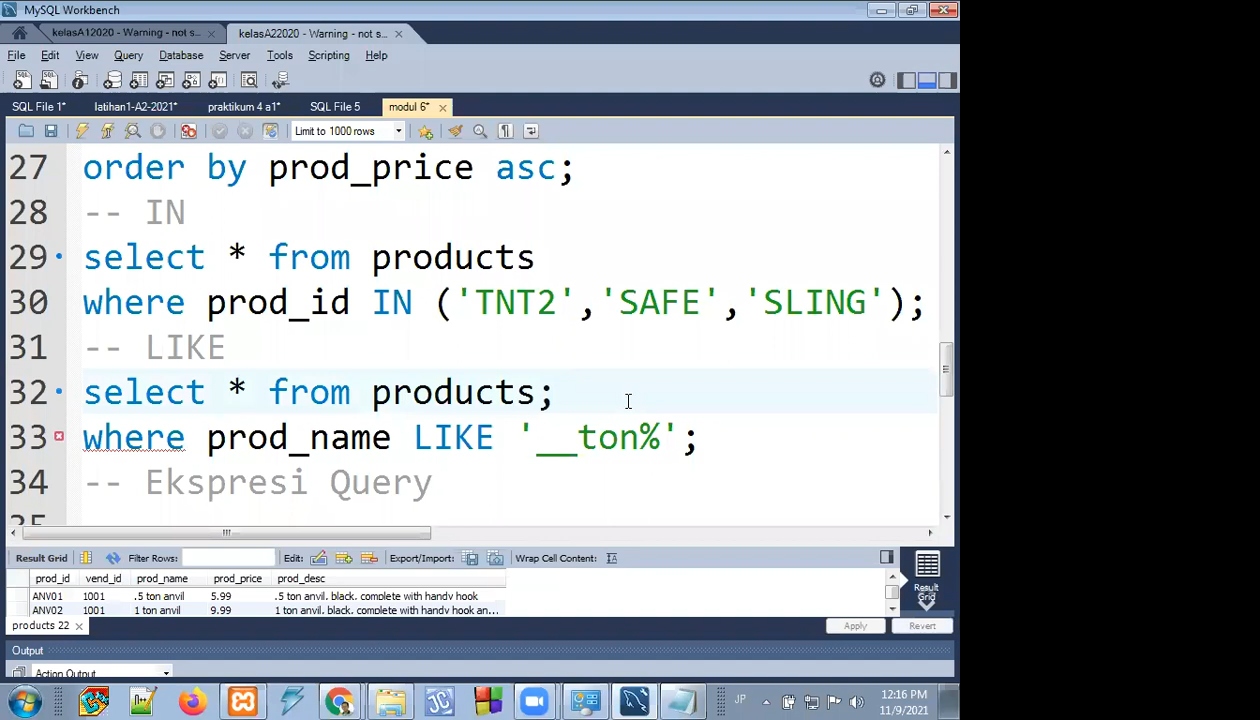 MySQL Workbench
kelasA12020 - Warning - not s...
kelasA22020 - Warning - not s...
File Edit View Query Database Server Tools Scripting Help
SQL File 1* latihan1-A2-2021* praktikum 4 a1* SQL File 5 modul 6*
Limit to 1000 rows
27 order by prod_price asc;
28 -- IN
29 select * from products
30 where prod_id IN ('TNT2','SAFE','SLING');
31 -- LIKE
32 select * from products;
33 where prod_name LIKE '__ton%';
34 -- Ekspresi Query
35
Result Grid Filter Rows: Edit: Export/Import: Wrap Cell Content: IA
prod_id vend_id prod_name prod_price prod_desc
ANV01 1001 .5 ton anvil 5.99 .5 ton anvil, black, complete with handy hook
ANV02 1001 1 ton anvil 9.99 1 ton anvil, black, complete with handy hook an...
Result Grid
products 22
Apply Revert
Output
Action Output
JP
12:16 PM
11/9/2021